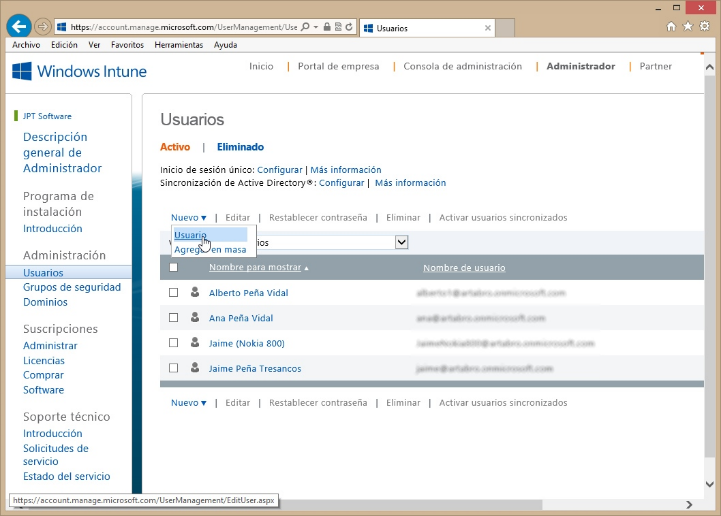 https://account.manage.microsoft.com/UserManagement/Use
Usuarios
Archivo Edición Ver Favoritos Herramientas Ayuda
Windows Intune
Inicio | Portal de empresa | Consola de administración | Administrador | Partner
JPT Software
Descripción
general de
Administrador
Programa de
instalación
Introducción
Administración
Usuarios
Grupos de seguridad
Dominios
Suscripciones
Administrar
Licencias
Comprar
Software
Soporte técnico
Introducción
Solicitudes de
servicio
Estado del servicio
Usuarios
Activo | Eliminado
Inicio de sesión único: Configurar | Más información
Sincronización de Active Directory®: Configurar | Más información
Nuevo | Editar | Restablecer contraseña | Eliminar | Activar usuarios sincronizados
Usuario
Agregar en masa
Nombre para mostrar Nombre de usuario
Alberto Peña Vidal
Ana Peña Vidal
Jaime (Nokia 800)
Jaime Peña Tresancos
Nuevo | Editar | Restablecer contraseña | Eliminar | Activar usuarios sincronizados
https://account.manage.microsoft.com/UserManagement/EditUser.aspx